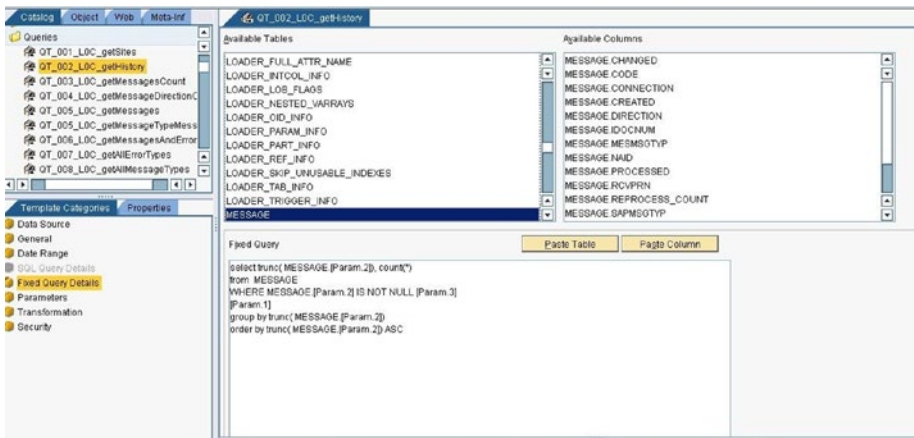 Catalog Object Web Meta-Inf
Queries
QT_001_LOC_getSites
QT_002_LOC_getHistory
QT_003_LOC_getMessagesCount
QT_004_LOC_getMessageDirectionC
QT_005_LOC_getMessages
QT_005_LOC_getMessageTypeMess
QT_006_LOC_getMessagesAndError
QT_007_LOC_getAllErrorTypes
QT_008_LOC_getAllMessageTypes
Template Categories Properties
Data Source
General
Date Range
SQL Query Details
Fixed Query Details
Parameters
Transformation
Security
QT_002_LOC_getHistory
Available Tables
LOADER_FULL_ATTR_NAME
LOADER_INTCOL_INFO
LOADER_LOB_FLAGS
LOADER_NESTED_VARRAYS
LOADER_OID_INFO
LOADER_PARAM_INFO
LOADER_PART_INFO
LOADER_REF_INFO
LOADER_SKIP_UNUSABLE_INDEXES
LOADER_TAB_INFO
LOADER_TRIGGER_INFO
MESSAGE
Available Columns
MESSAGE.CHANGED
MESSAGE.CODE
MESSAGE.CONNECTION
MESSAGE.CREATED
MESSAGE.DIRECTION
MESSAGE.IDOCNUM
MESSAGE.MESMSGTYP
MESSAGE.NAID
MESSAGE.PROCESSED
MESSAGE.RCVPRN
MESSAGE.REPROCESS_COUNT
MESSAGE.SAPMSGTYP
Fixed Query
Paste Table Paste Column
select trunc( MESSAGE.[Param.2]), count(*)
from MESSAGE
WHERE MESSAGE.[Param.2] IS NOT NULL [Param.3]
[Param.1]
group by trunc( MESSAGE.[Param.2])
order by trunc( MESSAGE.[Param.2]) ASC